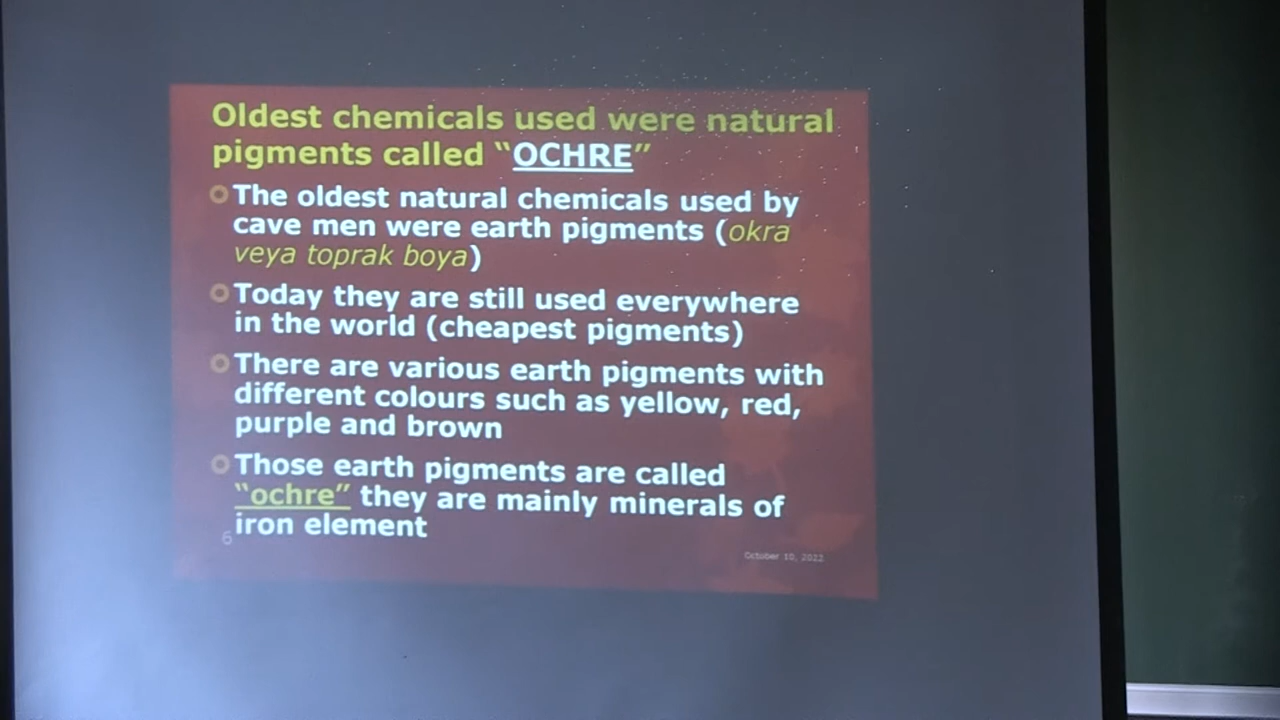 Oldest chemicals used were natural
pigments called “OCHRE”
The oldest natural chemicals used by
cave men were earth pigments (okra
veya toprak boya)
Today they are still used everywhere
in the world (cheapest pigments)
There are various earth pigments with
different colours such as yellow, red,
purple and brown
Those earth pigments are called
“ochre” they are mainly minerals of
iron element
6
October 10, 2022